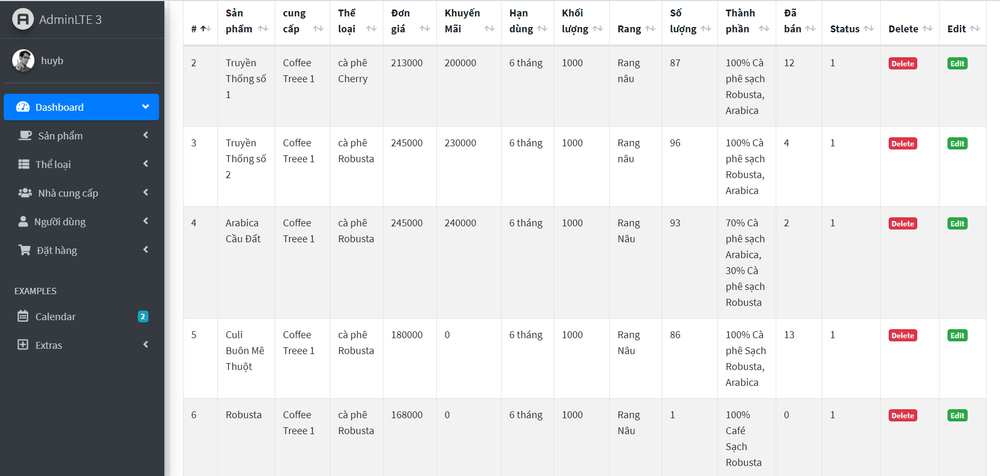 AdminLTE 3
huyb
Dashboard
Sản phẩm
Thể loại
Nhà cung cấp
Người dùng
Đặt hàng
EXAMPLES
Calendar 2
Extras
#
Sản
phẩm
cung
cấp
Thể
loại
Đơn
giá
Khuyến
Mãi
Hạn
dùng
Khối
lượng
Rang
Số
lượng
Thành
phần
Đã
bán
Status
Delete
Edit
2
Truyền
Thống số
1
Coffee
Treee 1
cà phê
Cherry
213000
200000
6 tháng
1000
Rang
nâu
87
100% Cà
phê sạch
Robusta,
Arabica
12
1
Delete
Edit
3
Truyền
Thống số
2
Coffee
Treee 1
cà phê
Robusta
245000
230000
6 tháng
1000
Rang
nâu
96
100% Cà
phê sạch
Robusta,
Arabica
4
1
Delete
Edit
4
Arabica
Cầu Đất
Coffee
Treee 1
cà phê
Robusta
245000
240000
6 tháng
1000
Rang
Nâu
93
70% Cà
phê sạch
Arabica,
30% Cà
phê sạch
Robusta
2
1
Delete
Edit
5
Culi
Buôn Mê
Thuột
Coffee
Treee 1
cà phê
Robusta
180000
0
6 tháng
1000
Rang
Nâu
86
100% Cà
phê Sạch
Robusta,
Arabica
13
1
Delete
Edit
6
Robusta
Coffee
Treee 1
cà phê
Robusta
168000
0
6 tháng
1000
Rang
Nâu
1
100%
Café
Sạch
Robusta
0
1
Delete
Edit